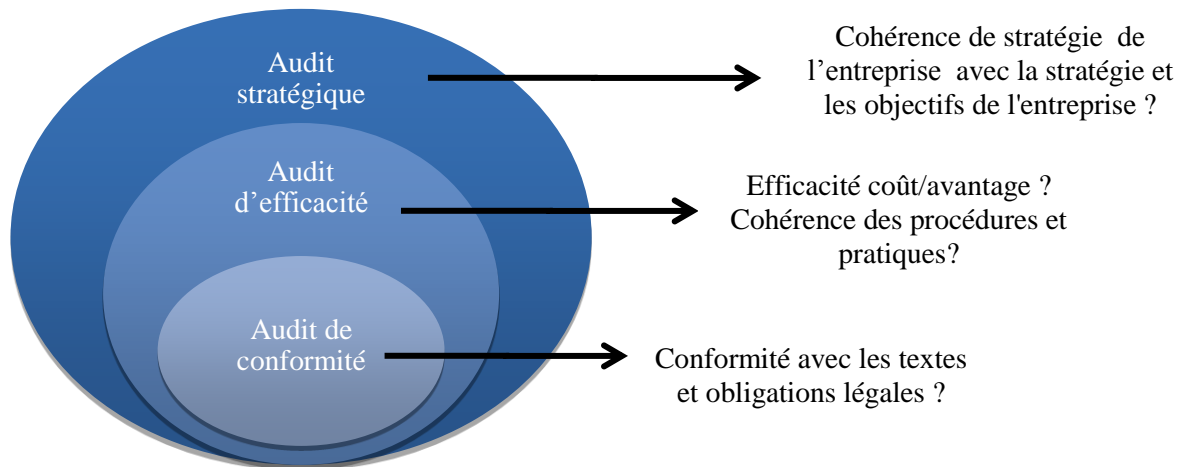 Audit
stratégique
Cohérence de stratégie de
l’entreprise avec la stratégie et
les objectifs de l'entreprise ?
Audit
d’efficacité
Efficacité coût/avantage ?
Cohérence des procédures et
pratiques?
Audit de
conformité
Conformité avec les textes
et obligations légales ?